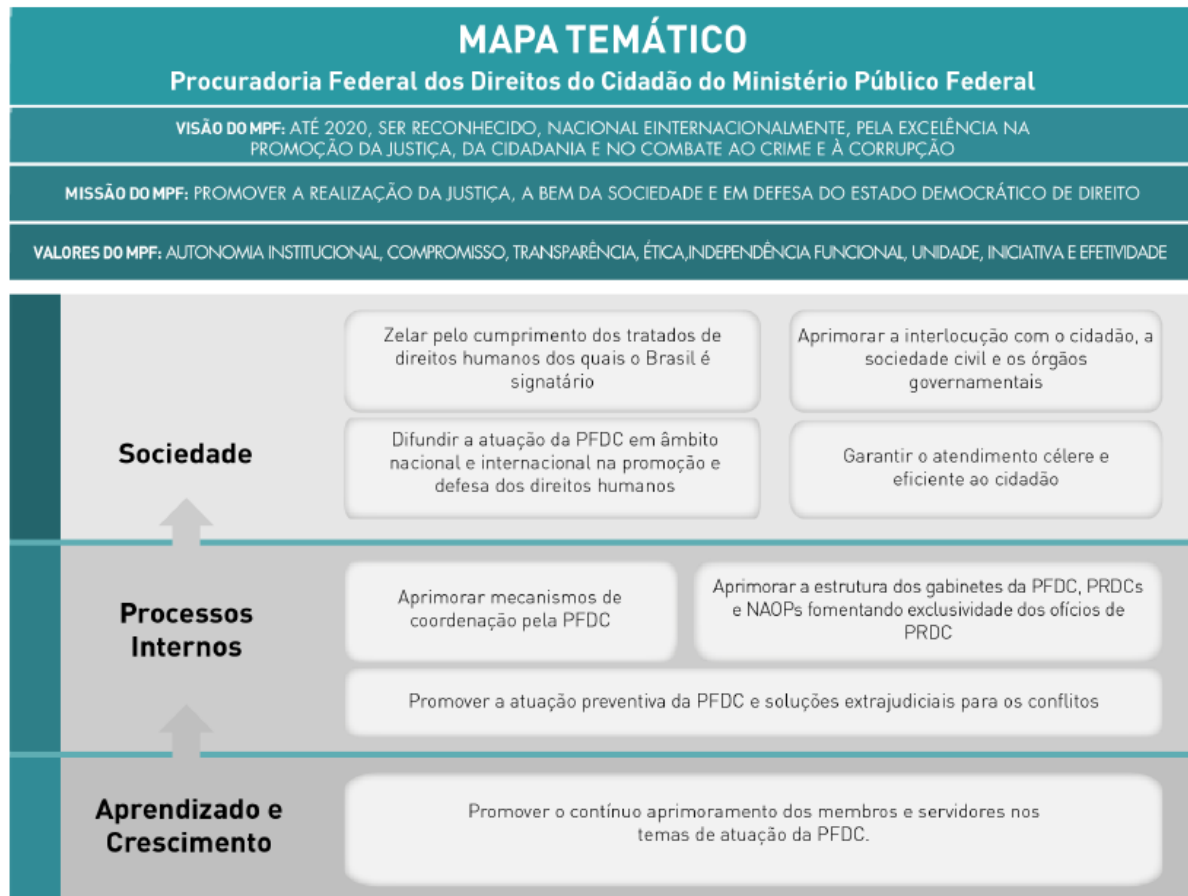 MAPA TEMÁTICO
Procuradoria Federal dos Direitos do Cidadão do Ministério Público Federal
VISÃO DO MPF: ATÉ 2020, SER RECONHECIDO, NACIONAL EINTERNACIONALMENTE, PELA EXCELÊNCIA NA
PROMOÇÃO DA JUSTIÇA, DA CIDADANIA E NO COMBATE AO CRIME E À CORRUPÇÃO
MISSÃO DO MPF: PROMOVER A REALIZAÇÃO DA JUSTIÇA, A BEM DA SOCIEDADE E EM DEFESA DO ESTADO DEMOCRÁTICO DE DIREITO
VALORES DO MPF: AUTONOMIA INSTITUCIONAL, COMPROMISSO, TRANSPARÊNCIA, ÉTICA,INDEPENDÊNCIA FUNCIONAL, UNIDADE, INICIATIVA E EFETIVIDADE
Sociedade
Zelar pelo cumprimento dos tratados de
direitos humanos dos quais o Brasil é
signatário
Aprimorar a interlocução com o cidadão, a
sociedade civil e os órgãos
governamentais
Difundir a atuação da PFDC em âmbito
nacional e internacional na promoção e
defesa dos direitos humanos
Garantir o atendimento célere e
eficiente ao cidadão
Processos
Internos
Aprimorar mecanismos de
coordenação pela PFDC
Aprimorar a estrutura dos gabinetes da PFDC, PRDCs
e NAOPs fomentando exclusividade dos ofícios de
PRDC
Promover a atuação preventiva da PFDC e soluções extrajudiciais para os conflitos
Aprendizado e
Crescimento
Promover o contínuo aprimoramento dos membros e servidores nos
temas de atuação da PFDC.